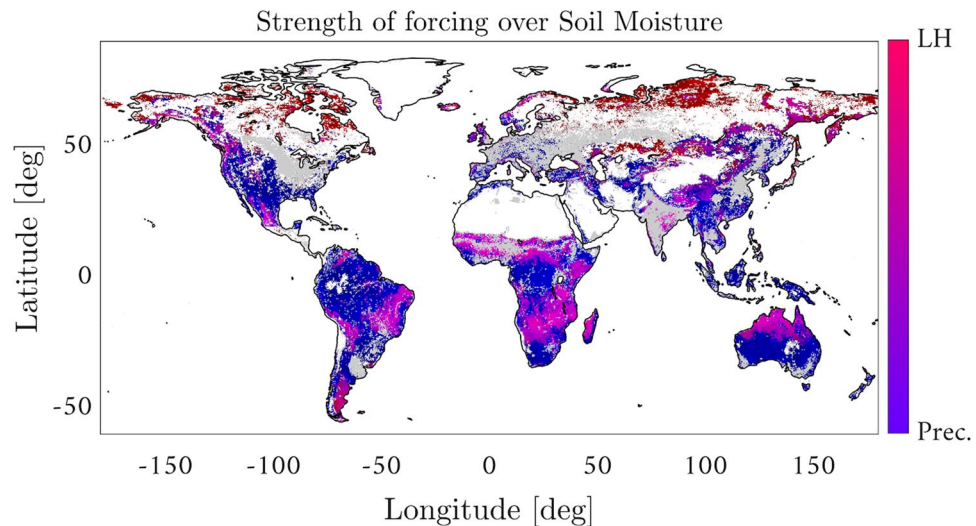 Strength of forcing over Soil Moisture
LH
50
0
-50
Latitude [deg]
Prec.
-150
-100
-50
0
50
100
150
Longitude [deg]